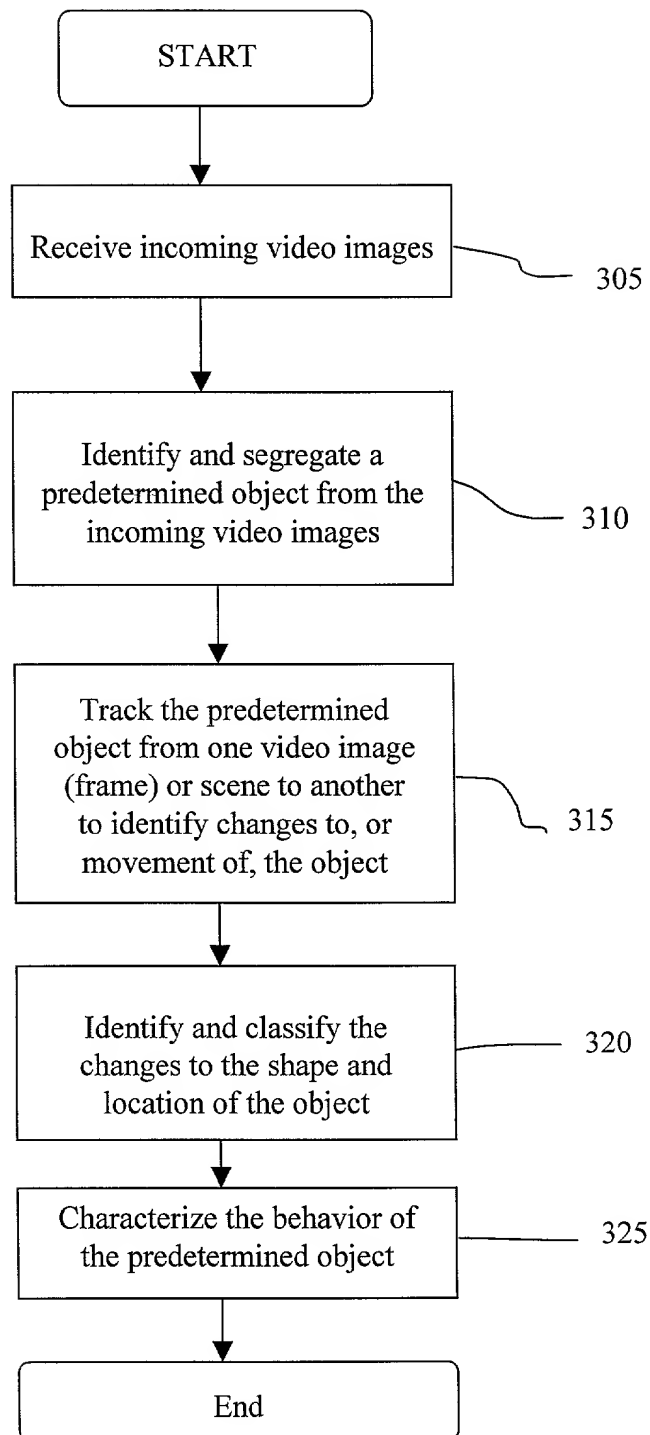 START
Receive incoming video images
305
Identify and segregate a
predetermined object from the
incoming video images
310
Track the predetermined
object from one video image
(frame) or scene to another
to identify changes to, or
movement of, the object
315
Identify and classify the
changes to the shape and
location of the object
320
Characterize the behavior of
the predetermined object
325
End